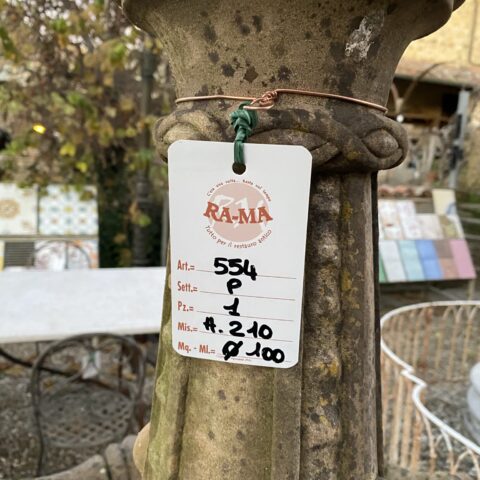 RA-MA
Tutto per il restauro antico
Art.= 554
Sett.= P
Pz.= 1
Mis.= H. 210
Mq. - Ml.= Ø 100